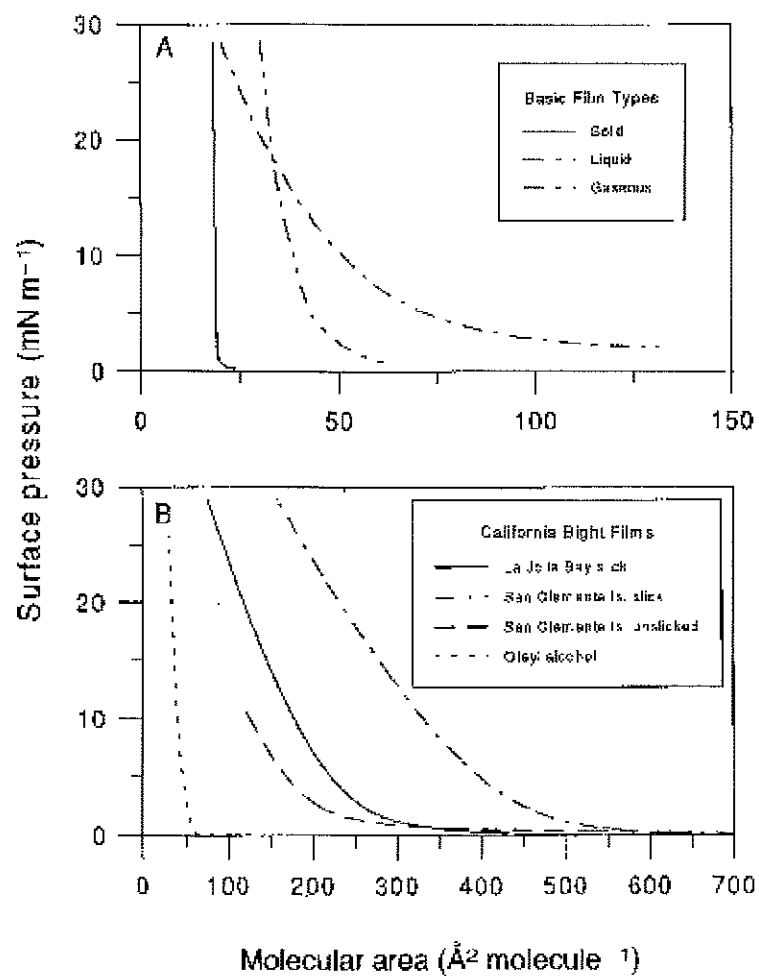 Surface pressure (mN m⁻¹)
A
30
20
10
0
0 50 100 150
Basic Film Types
Solid
Liquid
Gaseous
B
30
20
10
0
0 100 200 300 400 500 600 700
California Bight Films
La Jolla Bay slick
San Clemente Is. slick
San Clemente Is. unslicked
Oleyl alcohol
Molecular area (Å² molecule⁻¹)